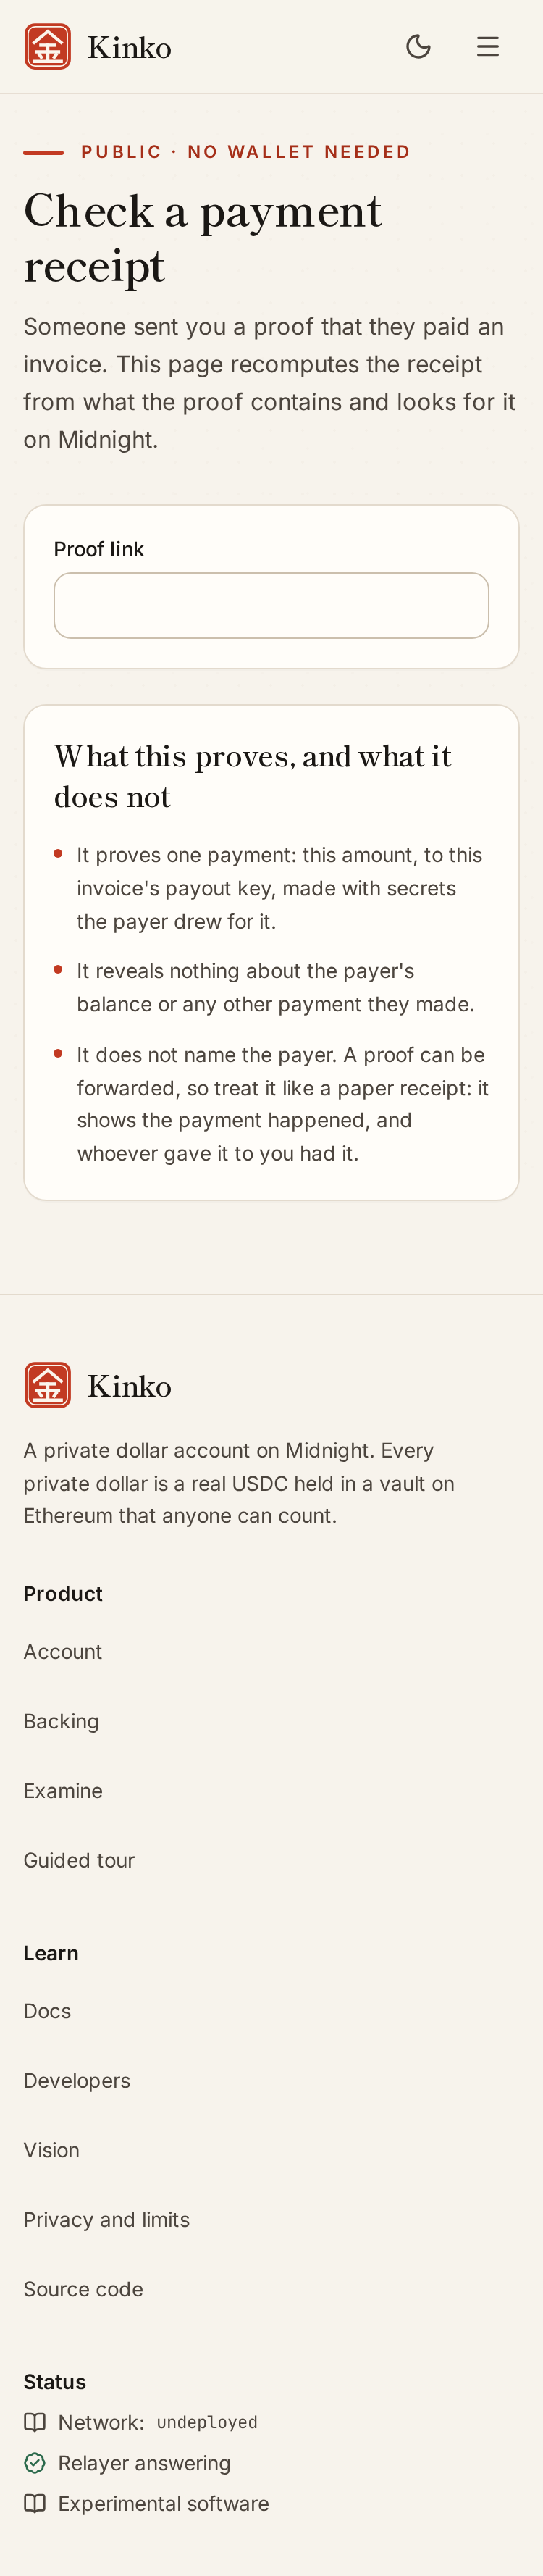 金 Kinko
PUBLIC · NO WALLET NEEDED
Check a payment
receipt
Someone sent you a proof that they paid an
invoice. This page recomputes the receipt
from what the proof contains and looks for it
on Midnight.
Proof link
What this proves, and what it
does not
It proves one payment: this amount, to this
invoice's payout key, made with secrets
the payer drew for it.
It reveals nothing about the payer's
balance or any other payment they made.
It does not name the payer. A proof can be
forwarded, so treat it like a paper receipt: it
shows the payment happened, and
whoever gave it to you had it.
金 Kinko
A private dollar account on Midnight. Every
private dollar is a real USDC held in a vault on
Ethereum that anyone can count.
Product
Account
Backing
Examine
Guided tour
Learn
Docs
Developers
Vision
Privacy and limits
Source code
Status
Network: undeployed
Relayer answering
Experimental software